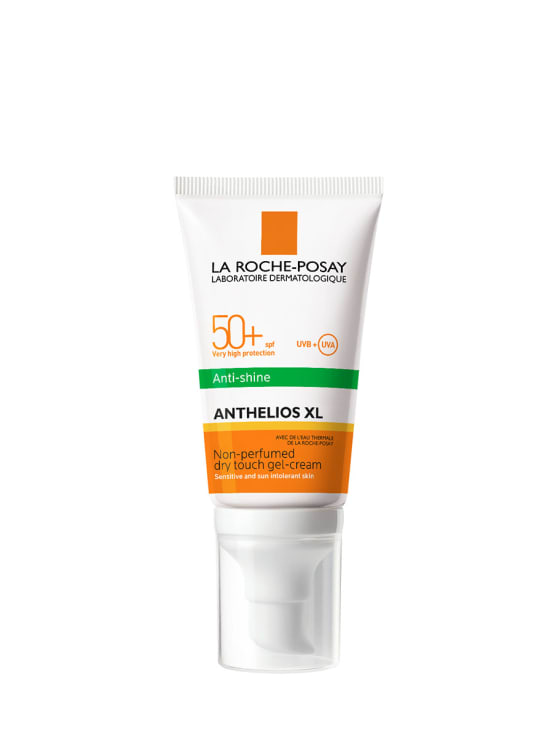 LA ROCHE-POSAY
LABORATOIRE DERMATOLOGIQUE
50+ spf UVB + UVA
Very high protection
Anti-shine
ANTHELIOS XL
AVEC DE L'EAU THERMALE
DE LA ROCHE-POSAY
Non-perfumed
dry touch gel-cream
Sensitive and sun intolerant skin